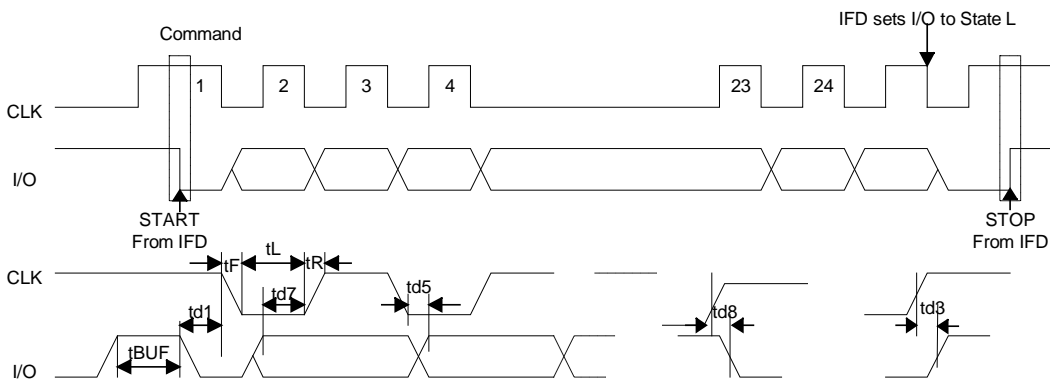 IFD sets I/O to State L
Command
1 2 3 4 23 24
CLK
I/O
START
From IFD
STOP
From IFD
CLK
tF tL tR
td7 td5
td1
td8 td3
tBUF
I/O